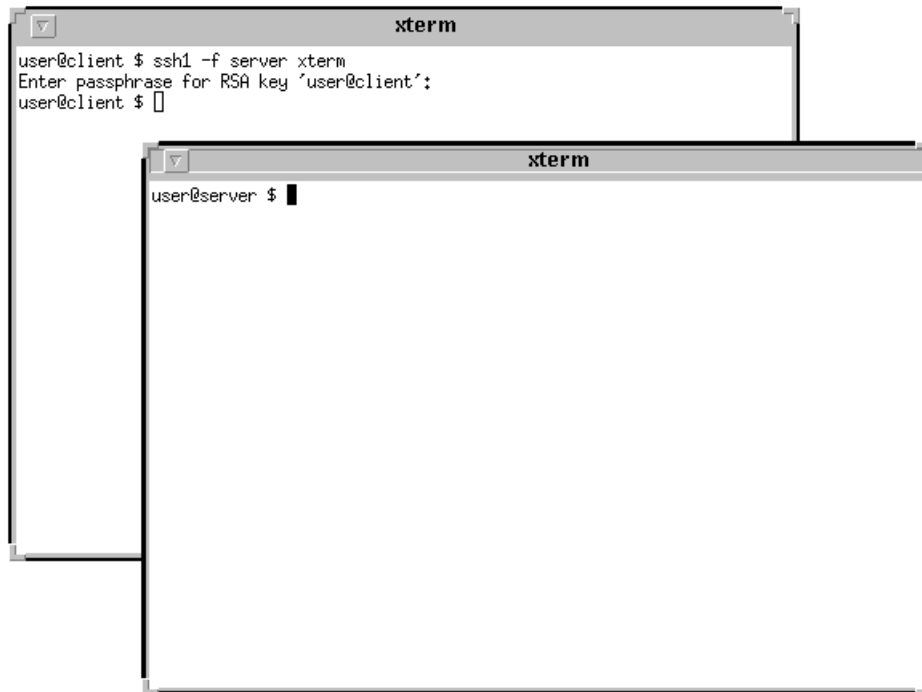 xterm
user@client $ ssh1 -f server xterm
Enter passphrase for RSA key 'user@client':
user@client $
xterm
user@server $